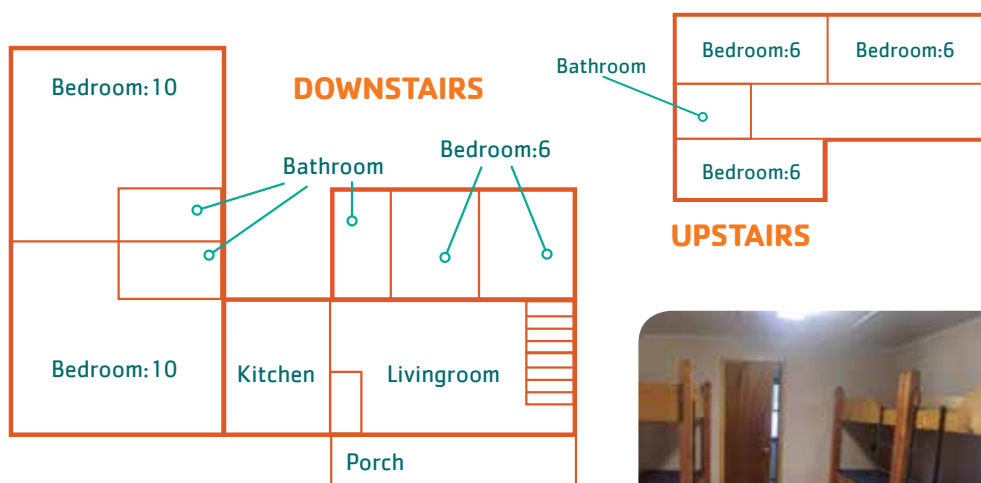 Bedroom:10
DOWNSTAIRS
Bathroom
Bedroom:6
Bedroom:10
Kitchen
Livingroom
Porch
Bedroom:6
Bedroom:6
Bathroom
Bedroom:6
UPSTAIRS